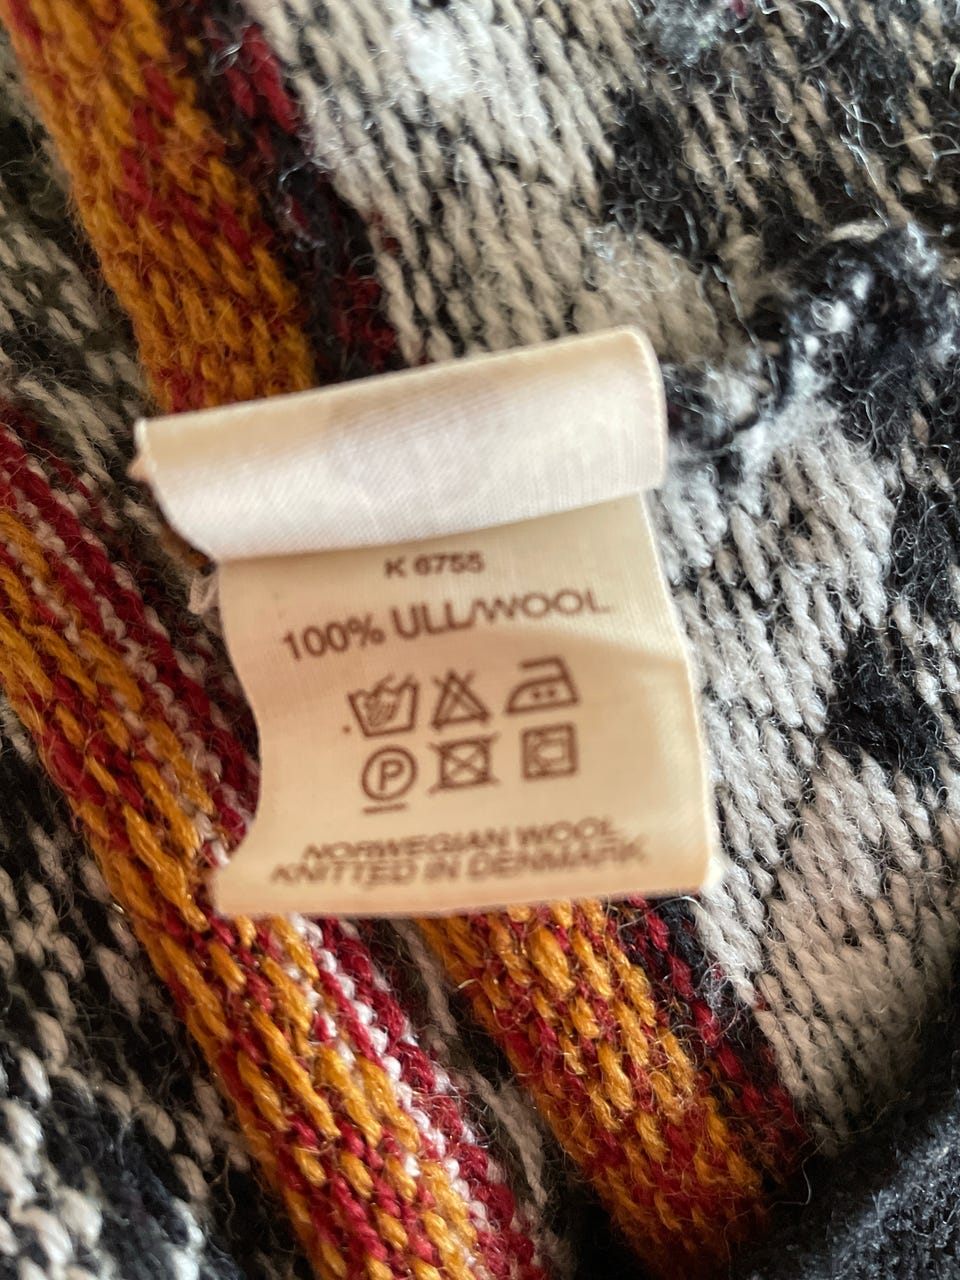 K 6755
100% ULL/WOOL
P
NORWEGIAN WOOL
KNITTED IN DENMARK